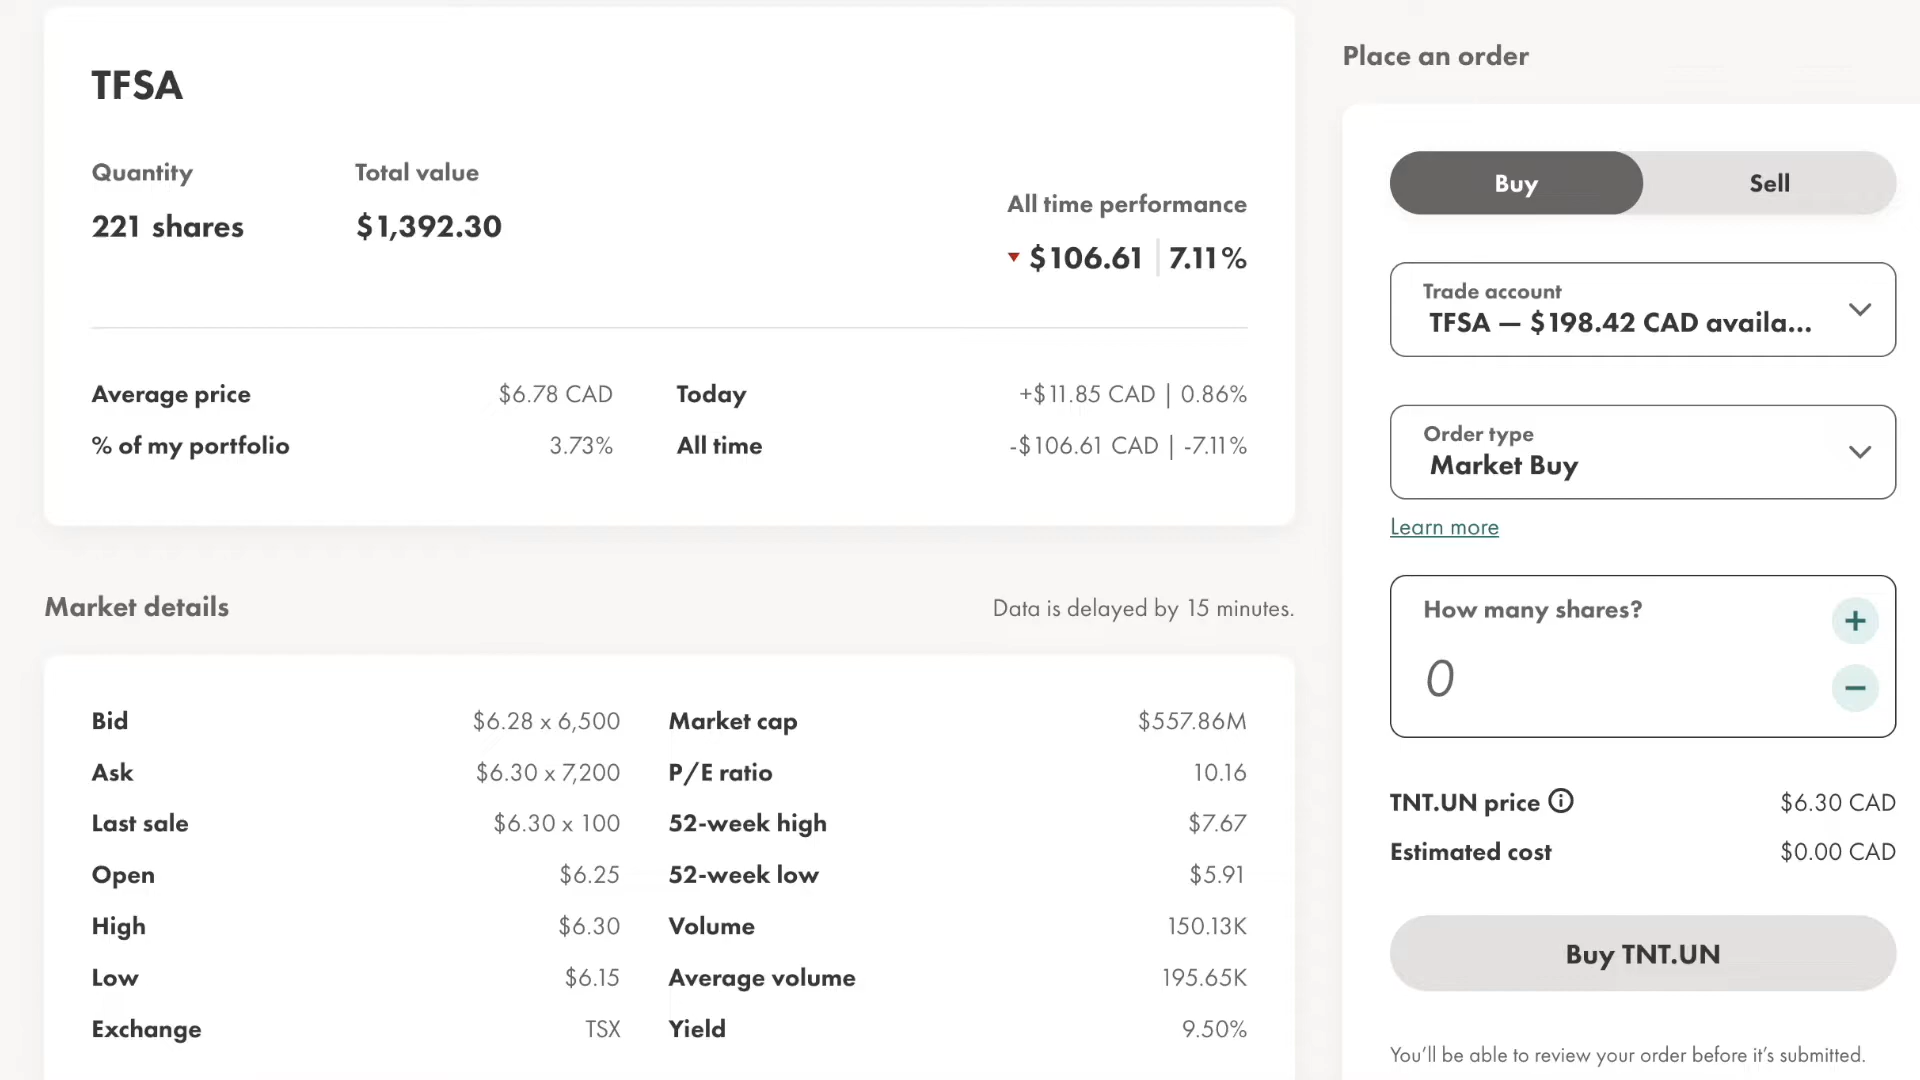 TFSA
Quantity
Total value
221 shares
$1,392.30
All time performance
$106.61 | 7.11%
Average price $6.78 CAD
Today +$11.85 CAD | 0.86%
% of my portfolio 3.73%
All time -$106.61 CAD | -7.11%
Market details
Data is delayed by 15 minutes.
Bid $6.28 x 6,500
Market cap $557.86M
Ask $6.30 x 7,200
P/E ratio 10.16
Last sale $6.30 x 100
52-week high $7.67
Open $6.25
52-week low $5.91
High $6.30
Volume 150.13K
Low $6.15
Average volume 195.65K
Exchange TSX
Yield 9.50%
Place an order
Buy
Sell
Trade account
TFSA — $198.42 CAD availa...
Order type
Market Buy
Learn more
How many shares?
0
TNT.UN price $6.30 CAD
Estimated cost $0.00 CAD
Buy TNT.UN
You’ll be able to review your order before it’s submitted.